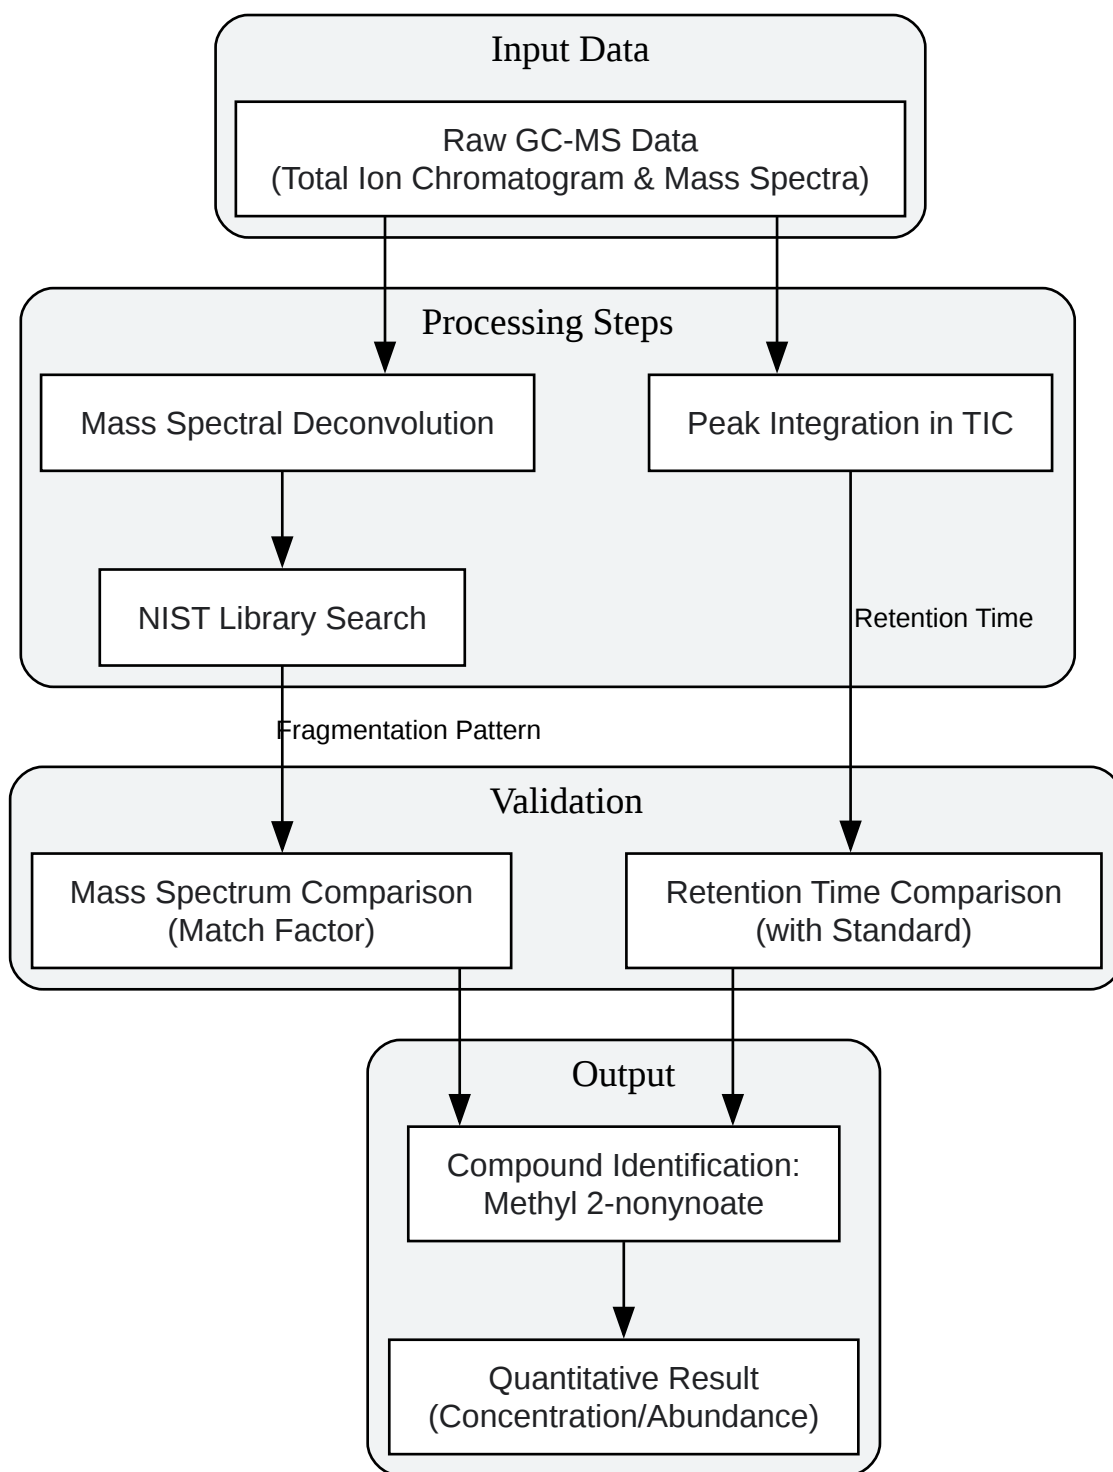 Input Data
Raw GC-MS Data
(Total Ion Chromatogram & Mass Spectra)
Processing Steps
Mass Spectral Deconvolution
Peak Integration in TIC
NIST Library Search
Retention Time
Fragmentation Pattern
Validation
Mass Spectrum Comparison
(Match Factor)
Retention Time Comparison
(with Standard)
Output
Compound Identification:
Methyl 2-nonynoate
Quantitative Result
(Concentration/Abundance)